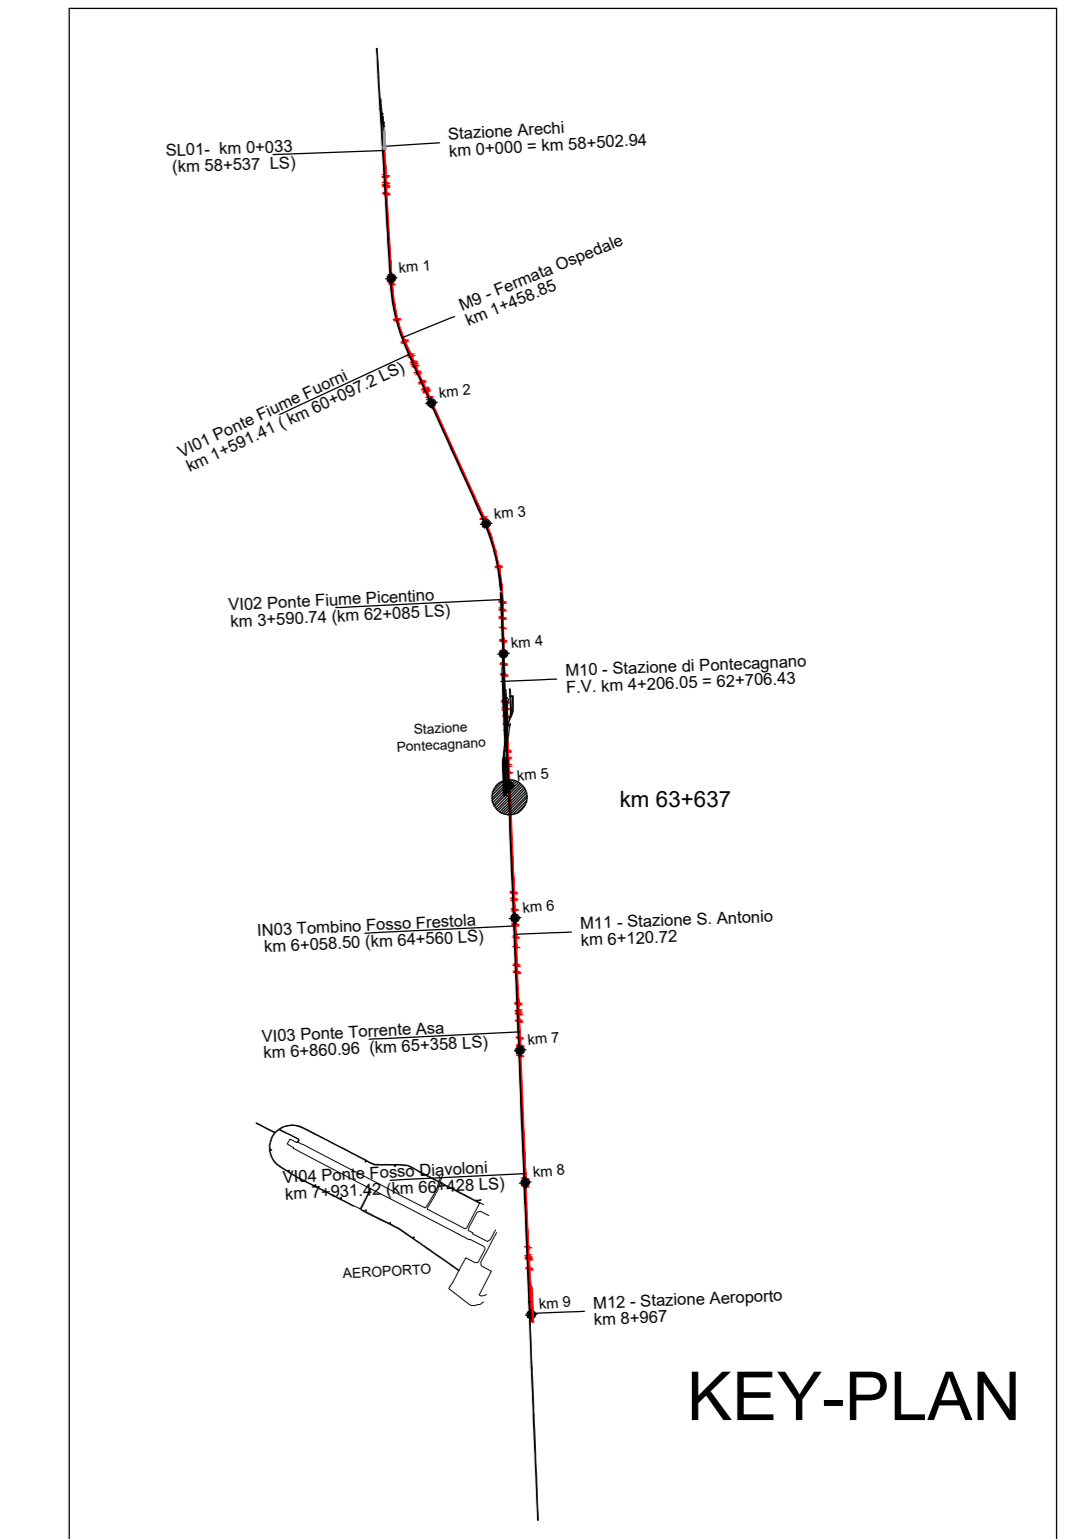 SL01- km 0+033
(km 58+537 LS)
Stazione Arechi
km 0+000 = km 58+502.94
km 1
M9 - Fermata Ospedale
km 1+458.85
VI01 Ponte Fiume Fuorni
km 1+591.41 ( km 60+097.2 LS)
km 2
km 3
VI02 Ponte Fiume Picentino
km 3+590.74 (km 62+085 LS)
km 4
M10 - Stazione di Pontecagnano
F.V. km 4+206.05 = 62+706.43
Stazione
Pontecagnano
km 5
km 63+637
km 6
IN03 Tombino Fosso Frestola
km 6+058.50 (km 64+560 LS)
M11 - Stazione S. Antonio
km 6+120.72
VI03 Ponte Torrente Asa
km 6+860.96 (km 65+358 LS)
km 7
VI04 Ponte Fosso Diavoloni
km 7+931.42 (km 66+428 LS)
km 8
AEROPORTO
km 9
M12 - Stazione Aeroporto
km 8+967
KEY-PLAN